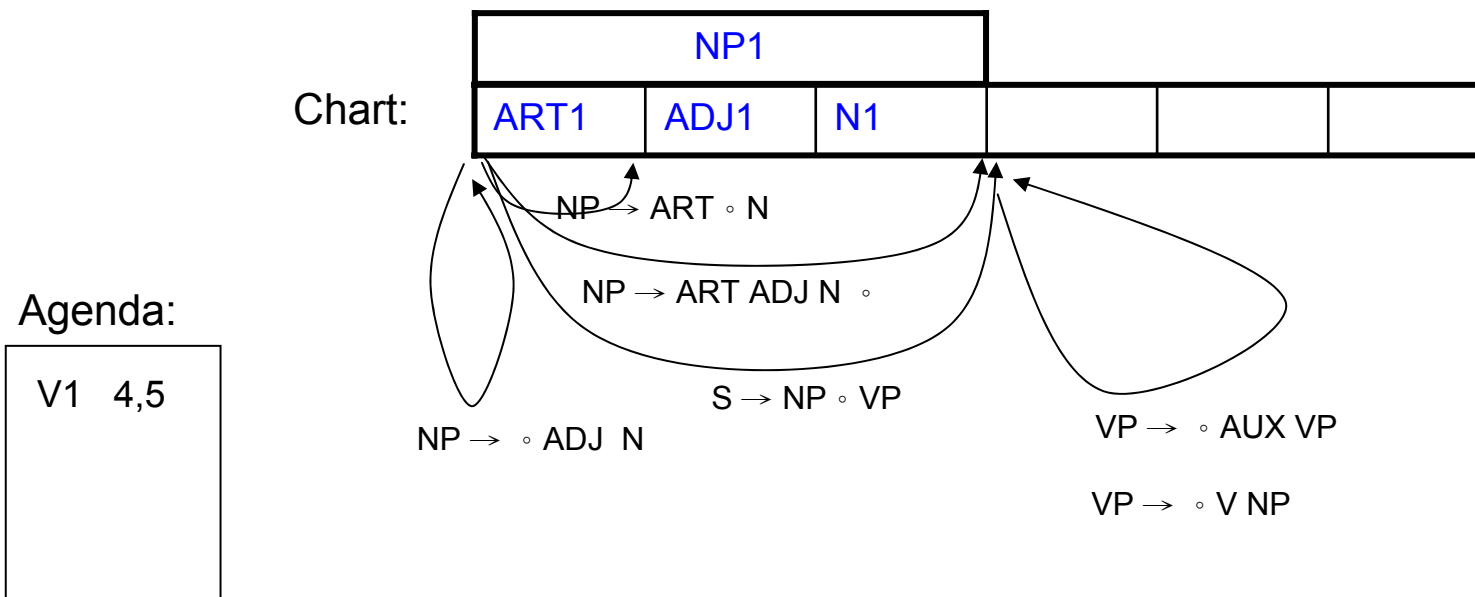 NP1
Chart:
ART1 ADJ1 N1
NP → ART ◦ N
NP → ART ADJ N ◦
Agenda:
V1 4,5
S → NP ◦ VP
NP → ◦ ADJ N
VP → ◦ AUX VP
VP → ◦ V NP